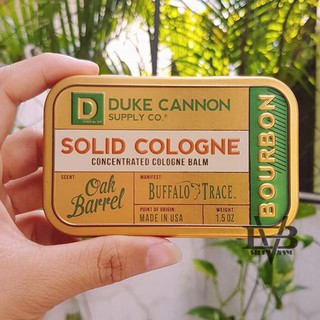 D DUKE CANNON
SUPPLY CO.®
SOLID COLOGNE
CONCENTRATED COLOGNE BALM
BOURBON
SCENT:
Oak
Barrel
MANIFEST:
BUFFALO TRACE
POINT OF ORIGIN:
MADE IN USA
WEIGHT:
1.5 OZ